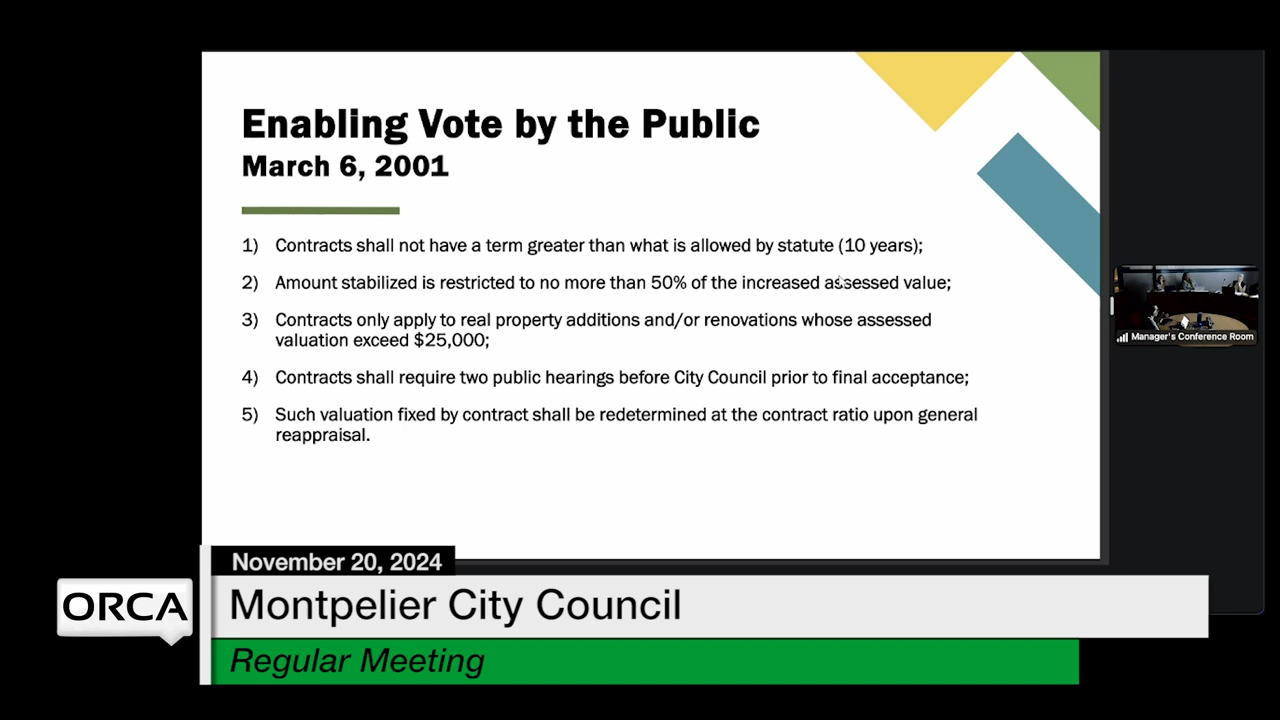 Enabling Vote by the Public
March 6, 2001
1) Contracts shall not have a term greater than what is allowed by statute (10 years);
2) Amount stabilized is restricted to no more than 50% of the increased assessed value;
3) Contracts only apply to real property additions and/or renovations whose assessed
valuation exceed $25,000;
4) Contracts shall require two public hearings before City Council prior to final acceptance;
5) Such valuation fixed by contract shall be redetermined at the contract ratio upon general
reappraisal.
Manager's Conference Room
November 20, 2024
ORCA
Montpelier City Council
Regular Meeting